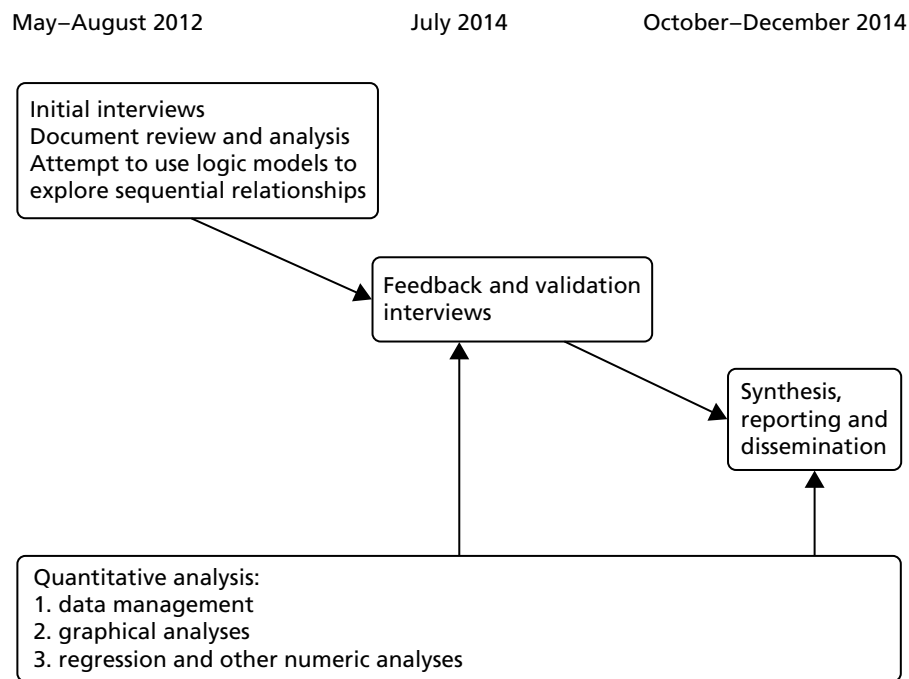 May–August 2012
July 2014
October–December 2014
Initial interviews
Document review and analysis
Attempt to use logic models to
explore sequential relationships
Feedback and validation
interviews
Synthesis,
reporting and
dissemination
Quantitative analysis:
1. data management
2. graphical analyses
3. regression and other numeric analyses